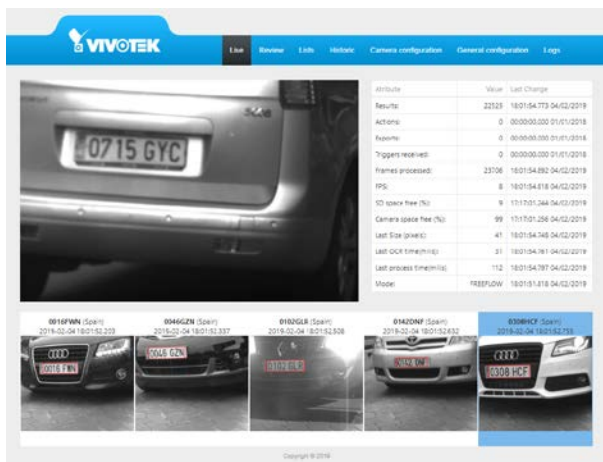 VIVOTEK
Live Review Lists Historic Camera configuration General configuration Logs
0715 GYC
Attribute Value Last Change
Results: 22525 18:01:54.773 04/02/2019
Actions: 0 00:00:00.000 01/01/2018
Exports: 0 00:00:00.000 01/01/2018
Triggers received: 0 00:00:00.000 01/01/2018
Frames processed: 23708 18:01:54.892 04/02/2019
FPS: 8 18:01:54.818 04/02/2019
SD space free (%): 9 17:17:01.244 04/02/2019
Camera space free (%): 99 17:17:01.256 04/02/2019
Last Size (pixels): 41 18:01:54.748 04/02/2019
Last OCR time(mills): 31 18:01:54.761 04/02/2019
Last process time(mills): 112 18:01:54.797 04/02/2019
Mode: FREEFLOW 18:01:51.818 04/02/2019
0016FWN (Spain) 0046GZN (Spain) 0102GLR (Spain) 0142DNF (Spain) 0308HCF (Spain)
2019-02-04 18:01:52.203 2019-02-04 18:01:52.337 2019-02-04 18:01:52.508 2019-02-04 18:01:52.632 2019-02-04 18:01:52.753
0016 FWN 0046 GZN 0102 GLR 0142 DNF 0308 HCF
Copyright © 2019